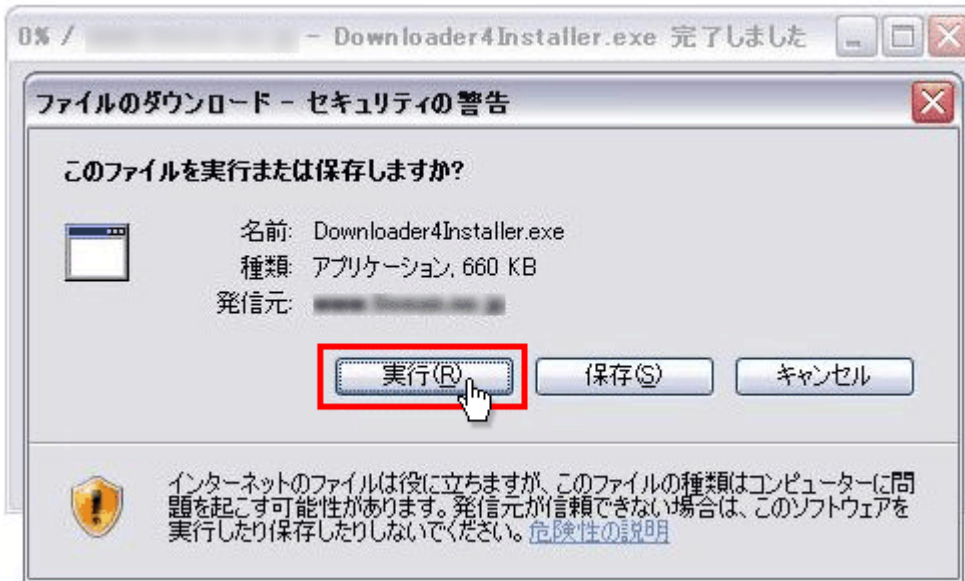 0% / - Downloader4Installer.exe 完了しました
ファイルのダウンロード - セキュリティの警告
このファイルを実行または保存しますか?
名前: Downloader4Installer.exe
種類: アプリケーション, 660 KB
発信元:
実行(R) 保存(S) キャンセル
インターネットのファイルは役に立ちますが、このファイルの種類はコンピューターに問
題を起こす可能性があります。発信元が信頼できない場合は、このソフトウェアを
実行したり保存したりしないでください。危険性の説明